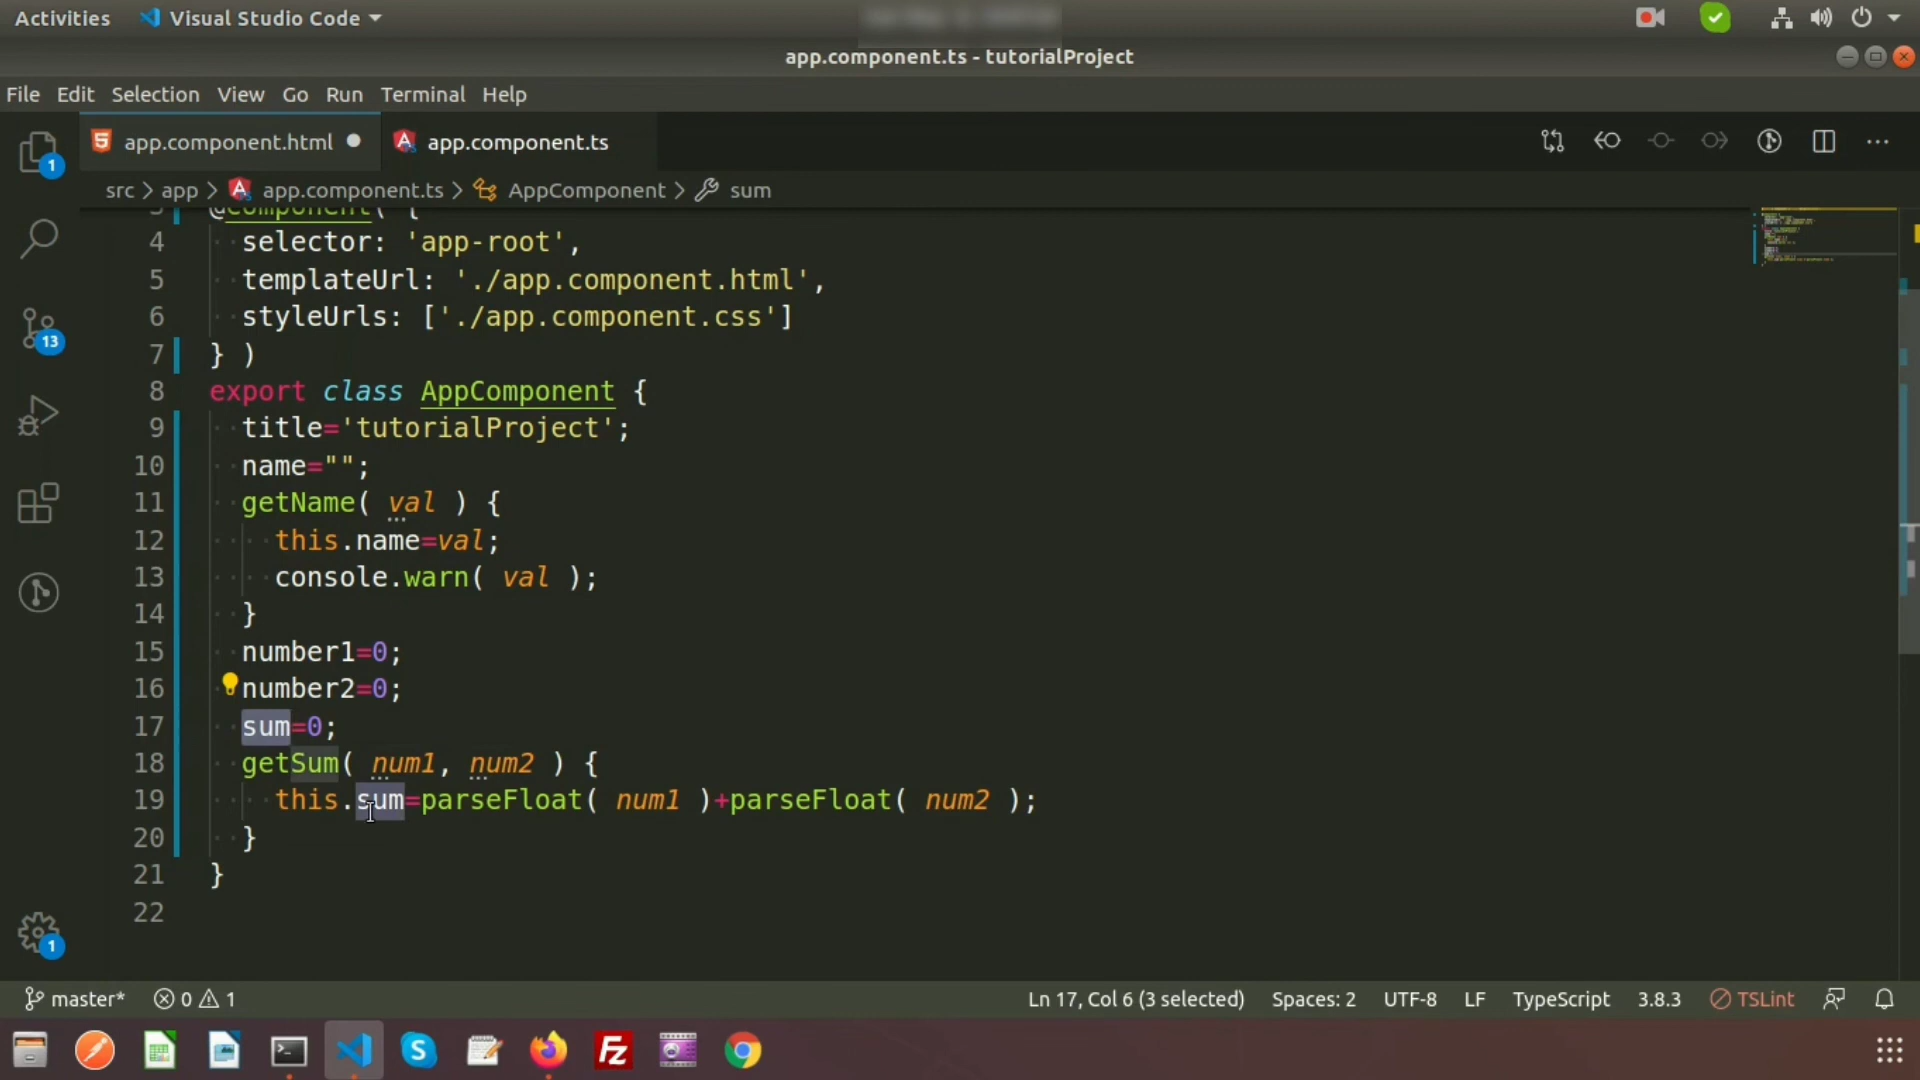 Activities Visual Studio Code
app.component.ts - tutorialProject
File Edit Selection View Go Run Terminal Help
app.component.html app.component.ts
src > app > app.component.ts > AppComponent > sum
3 @Component( {
4 selector: 'app-root',
5 templateUrl: './app.component.html',
6 styleUrls: ['./app.component.css']
7 } )
8 export class AppComponent {
9 title='tutorialProject';
10 name="";
11 getName( val ) {
12 this.name=val;
13 console.warn( val );
14 }
15 number1=0;
16 number2=0;
17 sum=0;
18 getSum( num1, num2 ) {
19 this.sum=parseFloat( num1 )+parseFloat( num2 );
20 }
21 }
22
1
13
1
master* 0 1 Ln 17, Col 6 (3 selected) Spaces: 2 UTF-8 LF TypeScript 3.8.3 TSLint